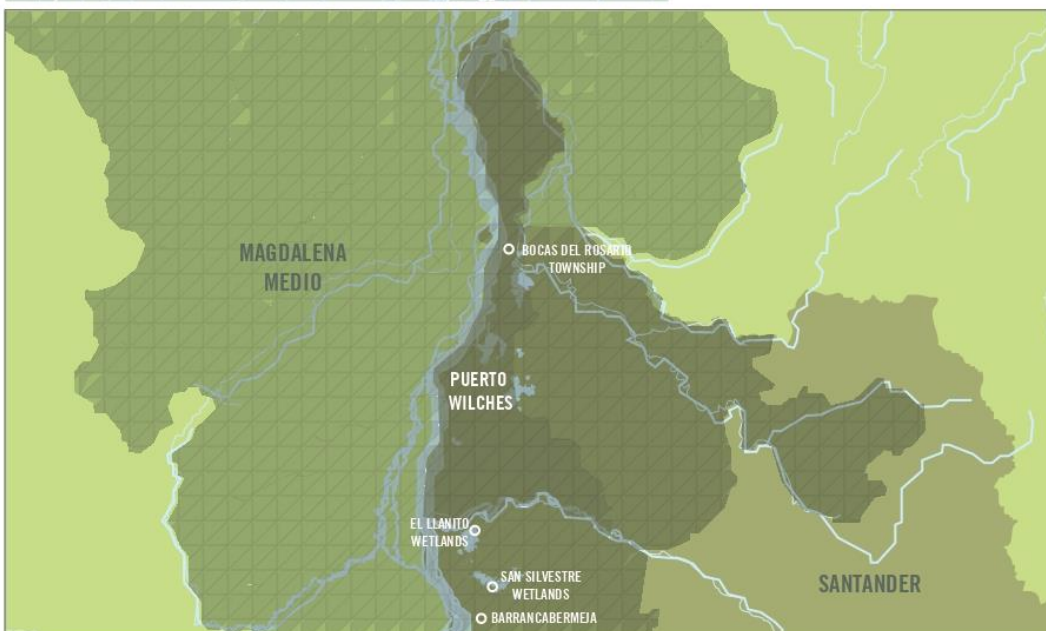 MAGDALENA
MEDIO
BOCAS DEL ROSARIO
TOWNSHIP
PUERTO
WILCHES
EL LLANITO
WETLANDS
SAN SILVESTRE
WETLANDS
SANTANDER
BARRANCABERMEJA